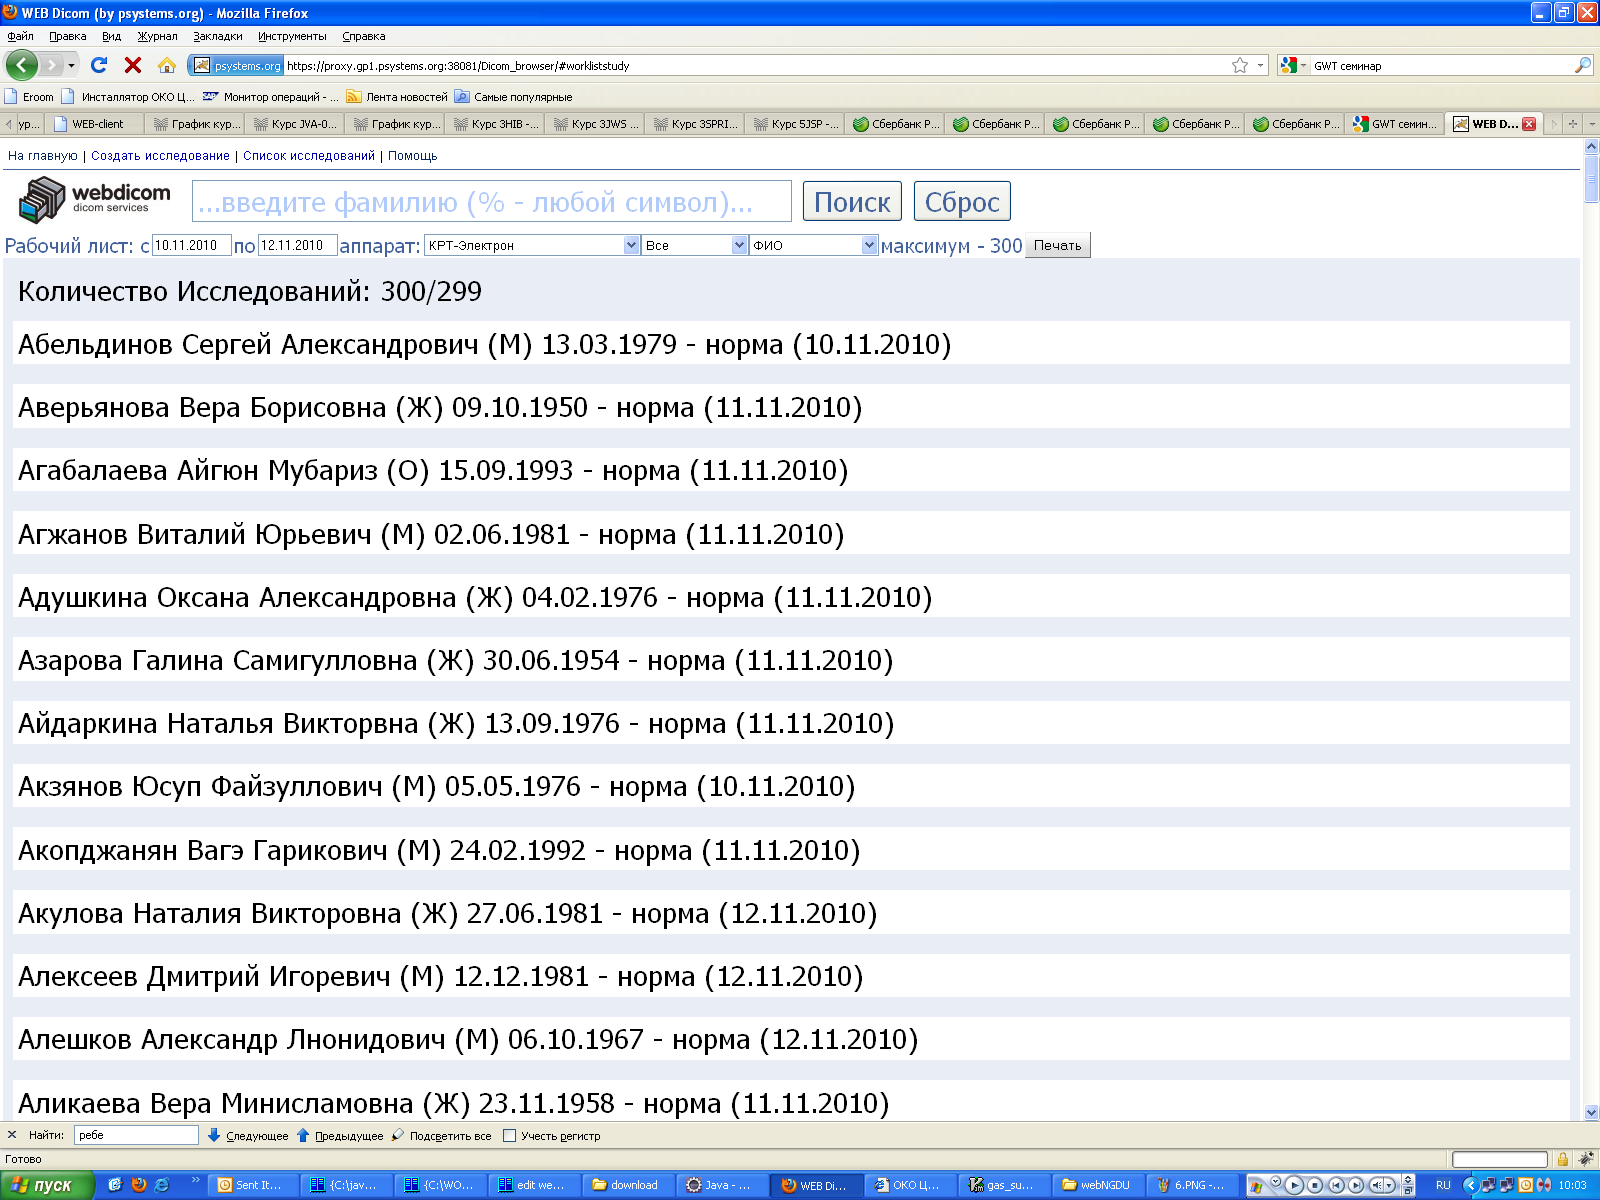 WEB Dicom (by psystems.org) - Mozilla Firefox
Файл Правка Вид Журнал Закладки Инструменты Справка
psystems.org https://proxy.gp1.psystems.org:38081/Dicom_browser/#workliststudy GWT семинар
Eroom Инсталлятор ОКО Ц... Монитор операций - ... Лента новостей Самые популярные
ур... WEB-client График кур... Курс JVA-0... График кур... Курс 3HIB -... Курс 3JWS ... Курс 3SPRI... Курс 5JSP -... Сбербанк Р... Сбербанк Р... Сбербанк Р... Сбербанк Р... Сбербанк Р... GWT семин... WEB D...
На главную | Создать исследование | Список исследований | Помощь
webdicom
dicom services
...введите фамилию (% - любой символ)... Поиск Сброс
Рабочий лист: с 10.11.2010 по 12.11.2010 аппарат: КРТ-Электрон Все ФИО максимум - 300 Печать
Количество Исследований: 300/299
Абельдинов Сергей Александрович (М) 13.03.1979 - норма (10.11.2010)
Аверьянова Вера Борисовна (Ж) 09.10.1950 - норма (11.11.2010)
Агабалаева Айгюн Мубариз (О) 15.09.1993 - норма (11.11.2010)
Агжанов Виталий Юрьевич (М) 02.06.1981 - норма (11.11.2010)
Адушкина Оксана Александровна (Ж) 04.02.1976 - норма (11.11.2010)
Азарова Галина Самигулловна (Ж) 30.06.1954 - норма (11.11.2010)
Айдаркина Наталья Викторвна (Ж) 13.09.1976 - норма (11.11.2010)
Акзянов Юсуп Файзуллович (М) 05.05.1976 - норма (10.11.2010)
Акопджанян Вагэ Гарикович (М) 24.02.1992 - норма (11.11.2010)
Акулова Наталия Викторовна (Ж) 27.06.1981 - норма (12.11.2010)
Алексеев Дмитрий Игоревич (М) 12.12.1981 - норма (12.11.2010)
Алешков Александр Лнонидович (М) 06.10.1967 - норма (12.11.2010)
Аликаева Вера Минисламовна (Ж) 23.11.1958 - норма (11.11.2010)
Найти: ребе Следующее Предыдущее Подсветить все Учесть регистр
Готово
пуск Sent It... {C:\jav... {C:\WO... edit we... download Java - ... WEB Di... ОКО Ц... gas_su... webNGDU 6.PNG -... RU 10:03